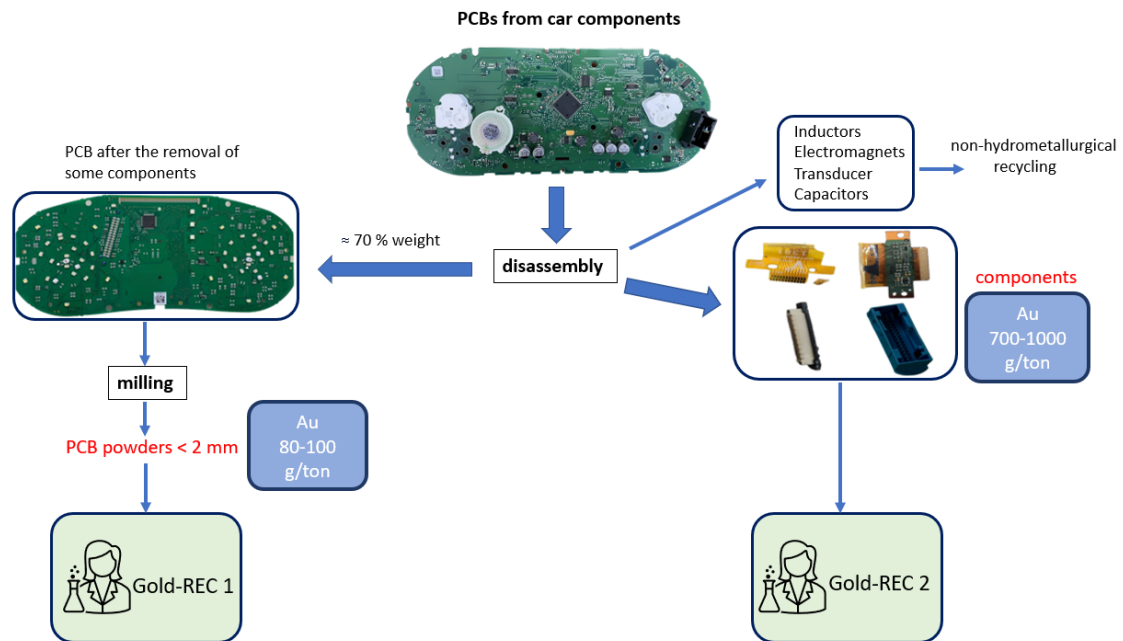 PCBs from car components
Inductors
Electromagnets
Transducer
Capacitors
non-hydrometallurgical
recycling
PCB after the removal of
some components
≈ 70 % weight
disassembly
components
Au
700-1000
g/ton
milling
PCB powders < 2 mm
Au
80-100
g/ton
Gold-REC 1
Gold-REC 2